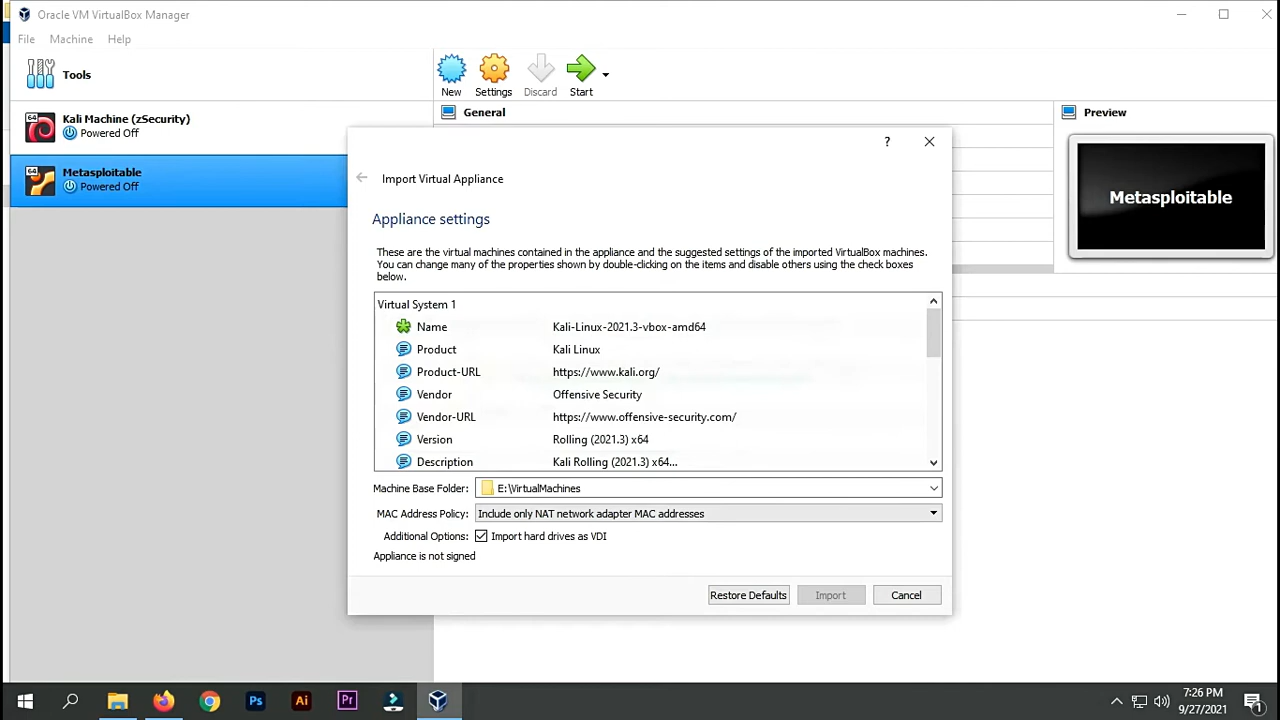 Oracle VM VirtualBox Manager
File Machine Help
Tools
New Settings Discard Start
64 Kali Machine (zSecurity)
Powered Off
64 Metasploitable
Powered Off
General
Preview
Metasploitable
?
Import Virtual Appliance
Appliance settings
These are the virtual machines contained in the appliance and the suggested settings of the imported VirtualBox machines.
You can change many of the properties shown by double-clicking on the items and disable others using the check boxes
below.
Virtual System 1
Name Kali-Linux-2021.3-vbox-amd64
Product Kali Linux
Product-URL https://www.kali.org/
Vendor Offensive Security
Vendor-URL https://www.offensive-security.com/
Version Rolling (2021.3) x64
Description Kali Rolling (2021.3) x64...
Machine Base Folder: E:\VirtualMachines
MAC Address Policy: Include only NAT network adapter MAC addresses
Additional Options: Import hard drives as VDI
Appliance is not signed
Restore Defaults Import Cancel
Ps Ai Pr
7:26 PM
9/27/2021
1